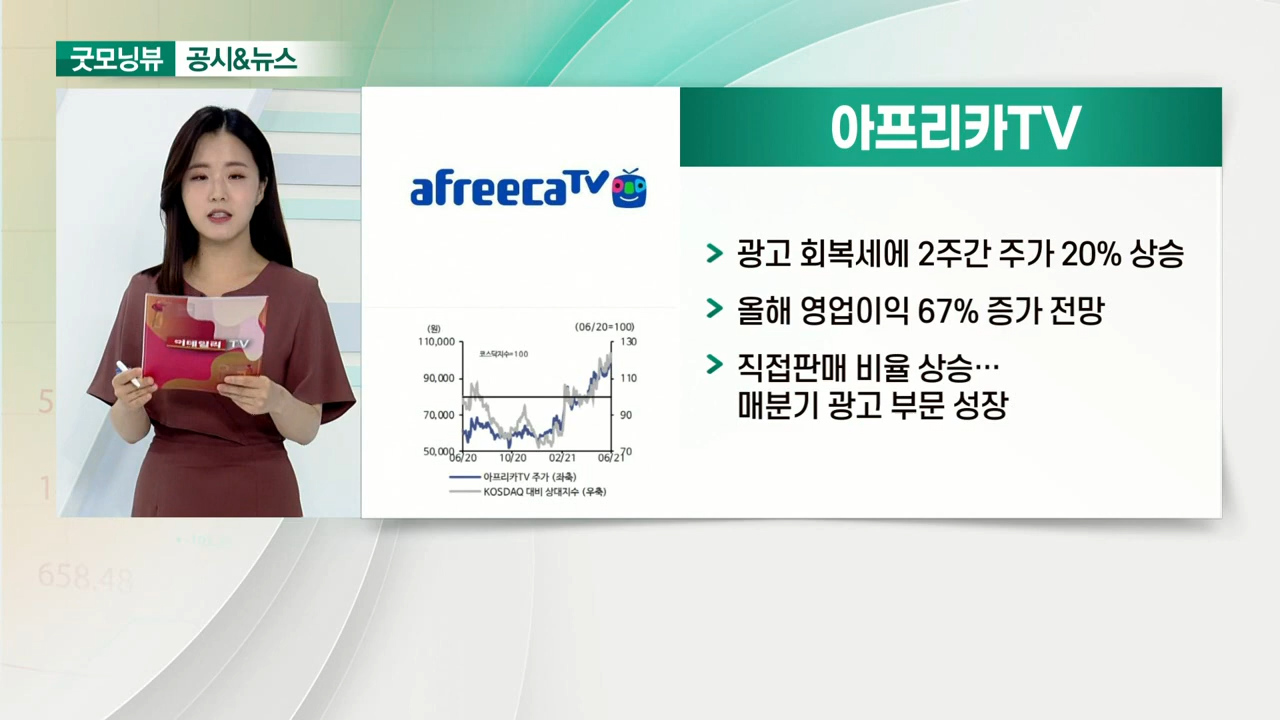 굿모닝뷰 공시&뉴스
아프리카TV
afreecaTV
> 광고 회복세에 2주간 주가 20% 상승
> 올해 영업이익 67% 증가 전망
> 직접판매 비율 상승…
매분기 광고 부문 성장
이데일리 TV
(원) (06/20=100)
코스닥지수=100
110,000 130
90,000 110
70,000 90
50,000 70
06/20 10/20 02/21 06/21
아프리카TV 주가 (좌축)
KOSDAQ 대비 상대지수 (우축)
658.48